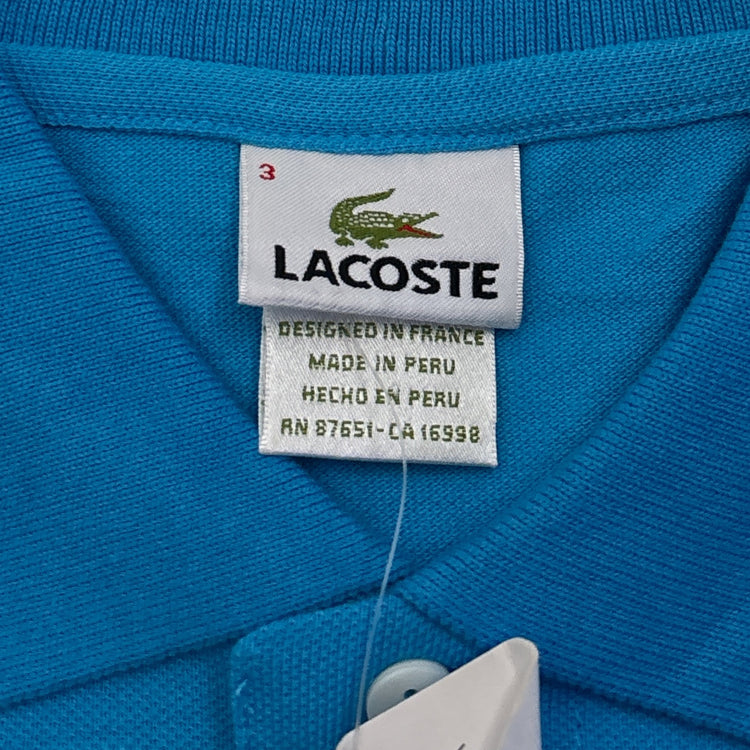 3
LACOSTE
DESIGNED IN FRANCE
MADE IN PERU
HECHO EN PERU
RN 87651-CA 16998